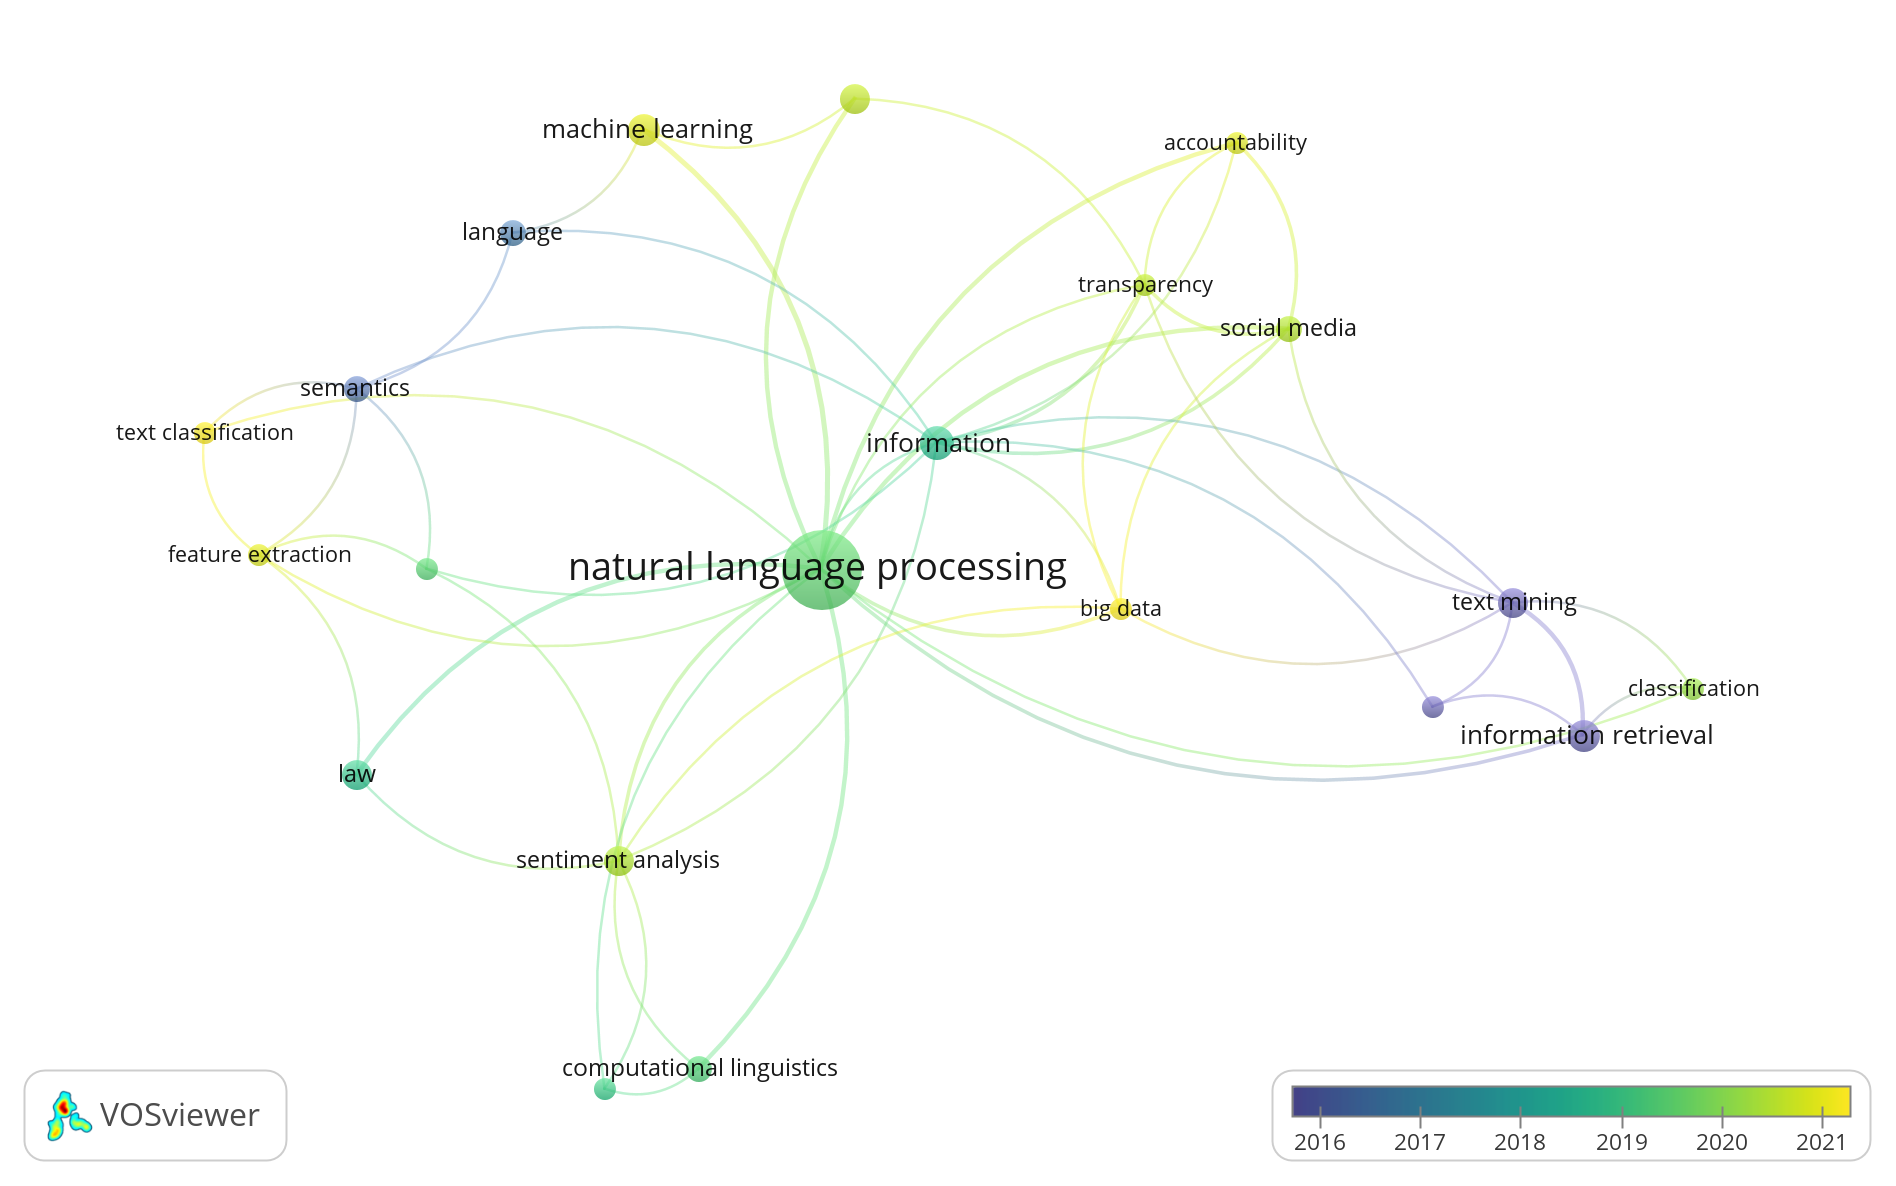 machine learning
accountability
language
transparency
social media
semantics
text classification
information
feature extraction
natural language processing
big data
text mining
classification
information retrieval
law
sentiment analysis
computational linguistics
VOSviewer
2016 2017 2018 2019 2020 2021